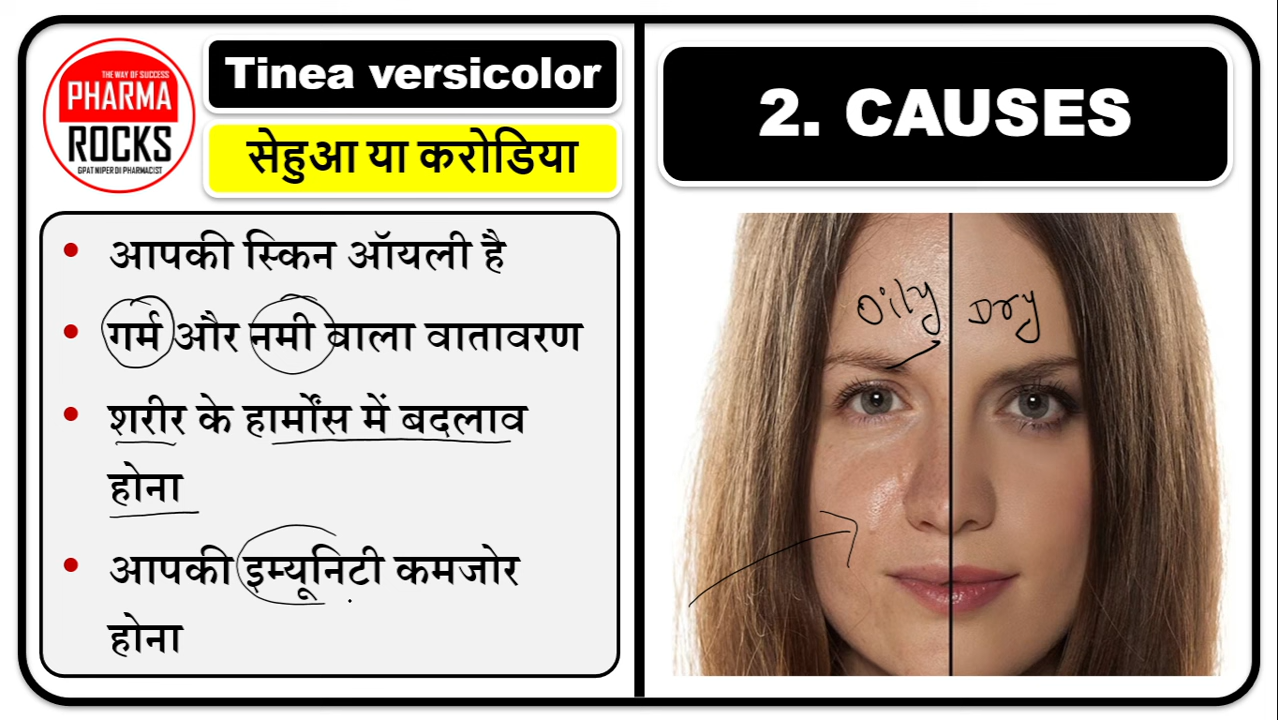 THE WAY OF SUCCESS
PHARMA
ROCKS
GPAT NIPER DI PHARMACIST
Tinea versicolor
सेहुआ या करोडिया
• आपकी स्किन ऑयली है
• गर्म और नमी वाला वातावरण
• शरीर के हार्मोंस में बदलाव
होना
• आपकी इम्यूनिटी कमजोर
होना
2. CAUSES
Oily
Dry